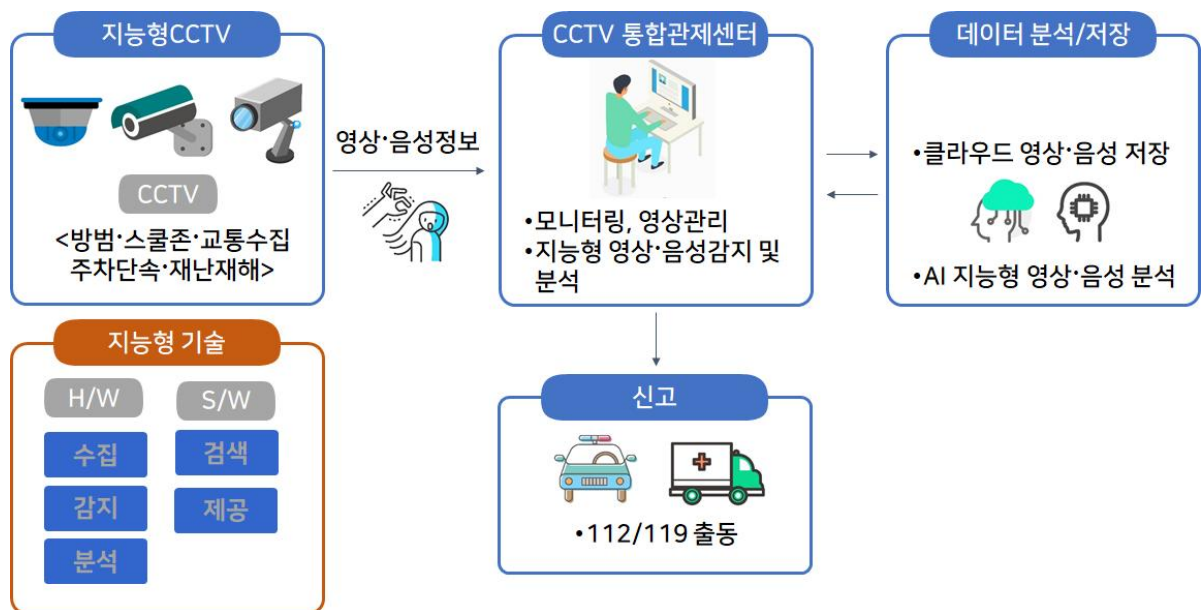 지능형CCTV
CCTV
<방범·스쿨존·교통수집
주차단속·재난재해>
영상·음성정보
CCTV 통합관제센터
•모니터링, 영상관리
•지능형 영상·음성감지 및
분석
데이터 분석/저장
•클라우드 영상·음성 저장
•AI 지능형 영상·음성 분석
지능형 기술
H/W
S/W
수집
검색
감지
제공
분석
신고
•112/119 출동